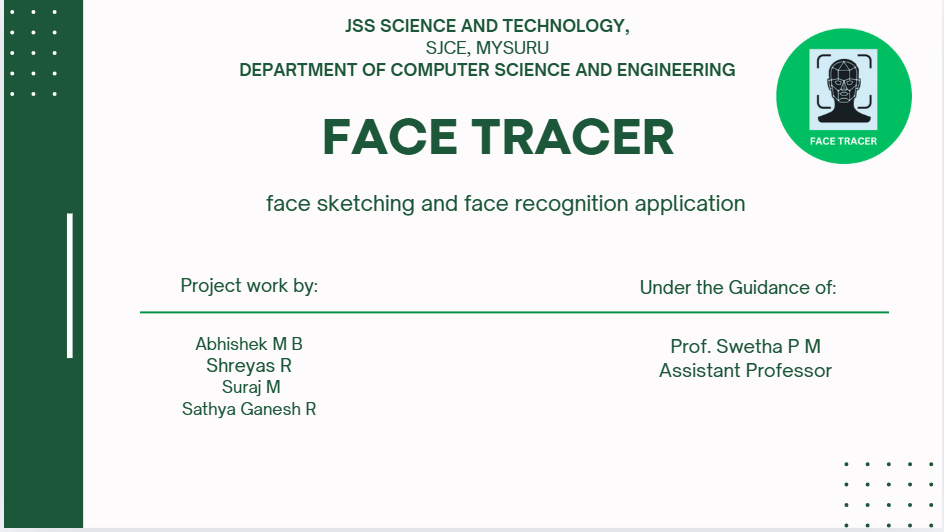 JSS SCIENCE AND TECHNOLOGY,
SJCE, MYSURU
DEPARTMENT OF COMPUTER SCIENCE AND ENGINEERING
FACE TRACER
FACE TRACER
face sketching and face recognition application
Project work by:
Under the Guidance of:
Abhishek M B
Shreyas R
Suraj M
Sathya Ganesh R
Prof. Swetha P M
Assistant Professor